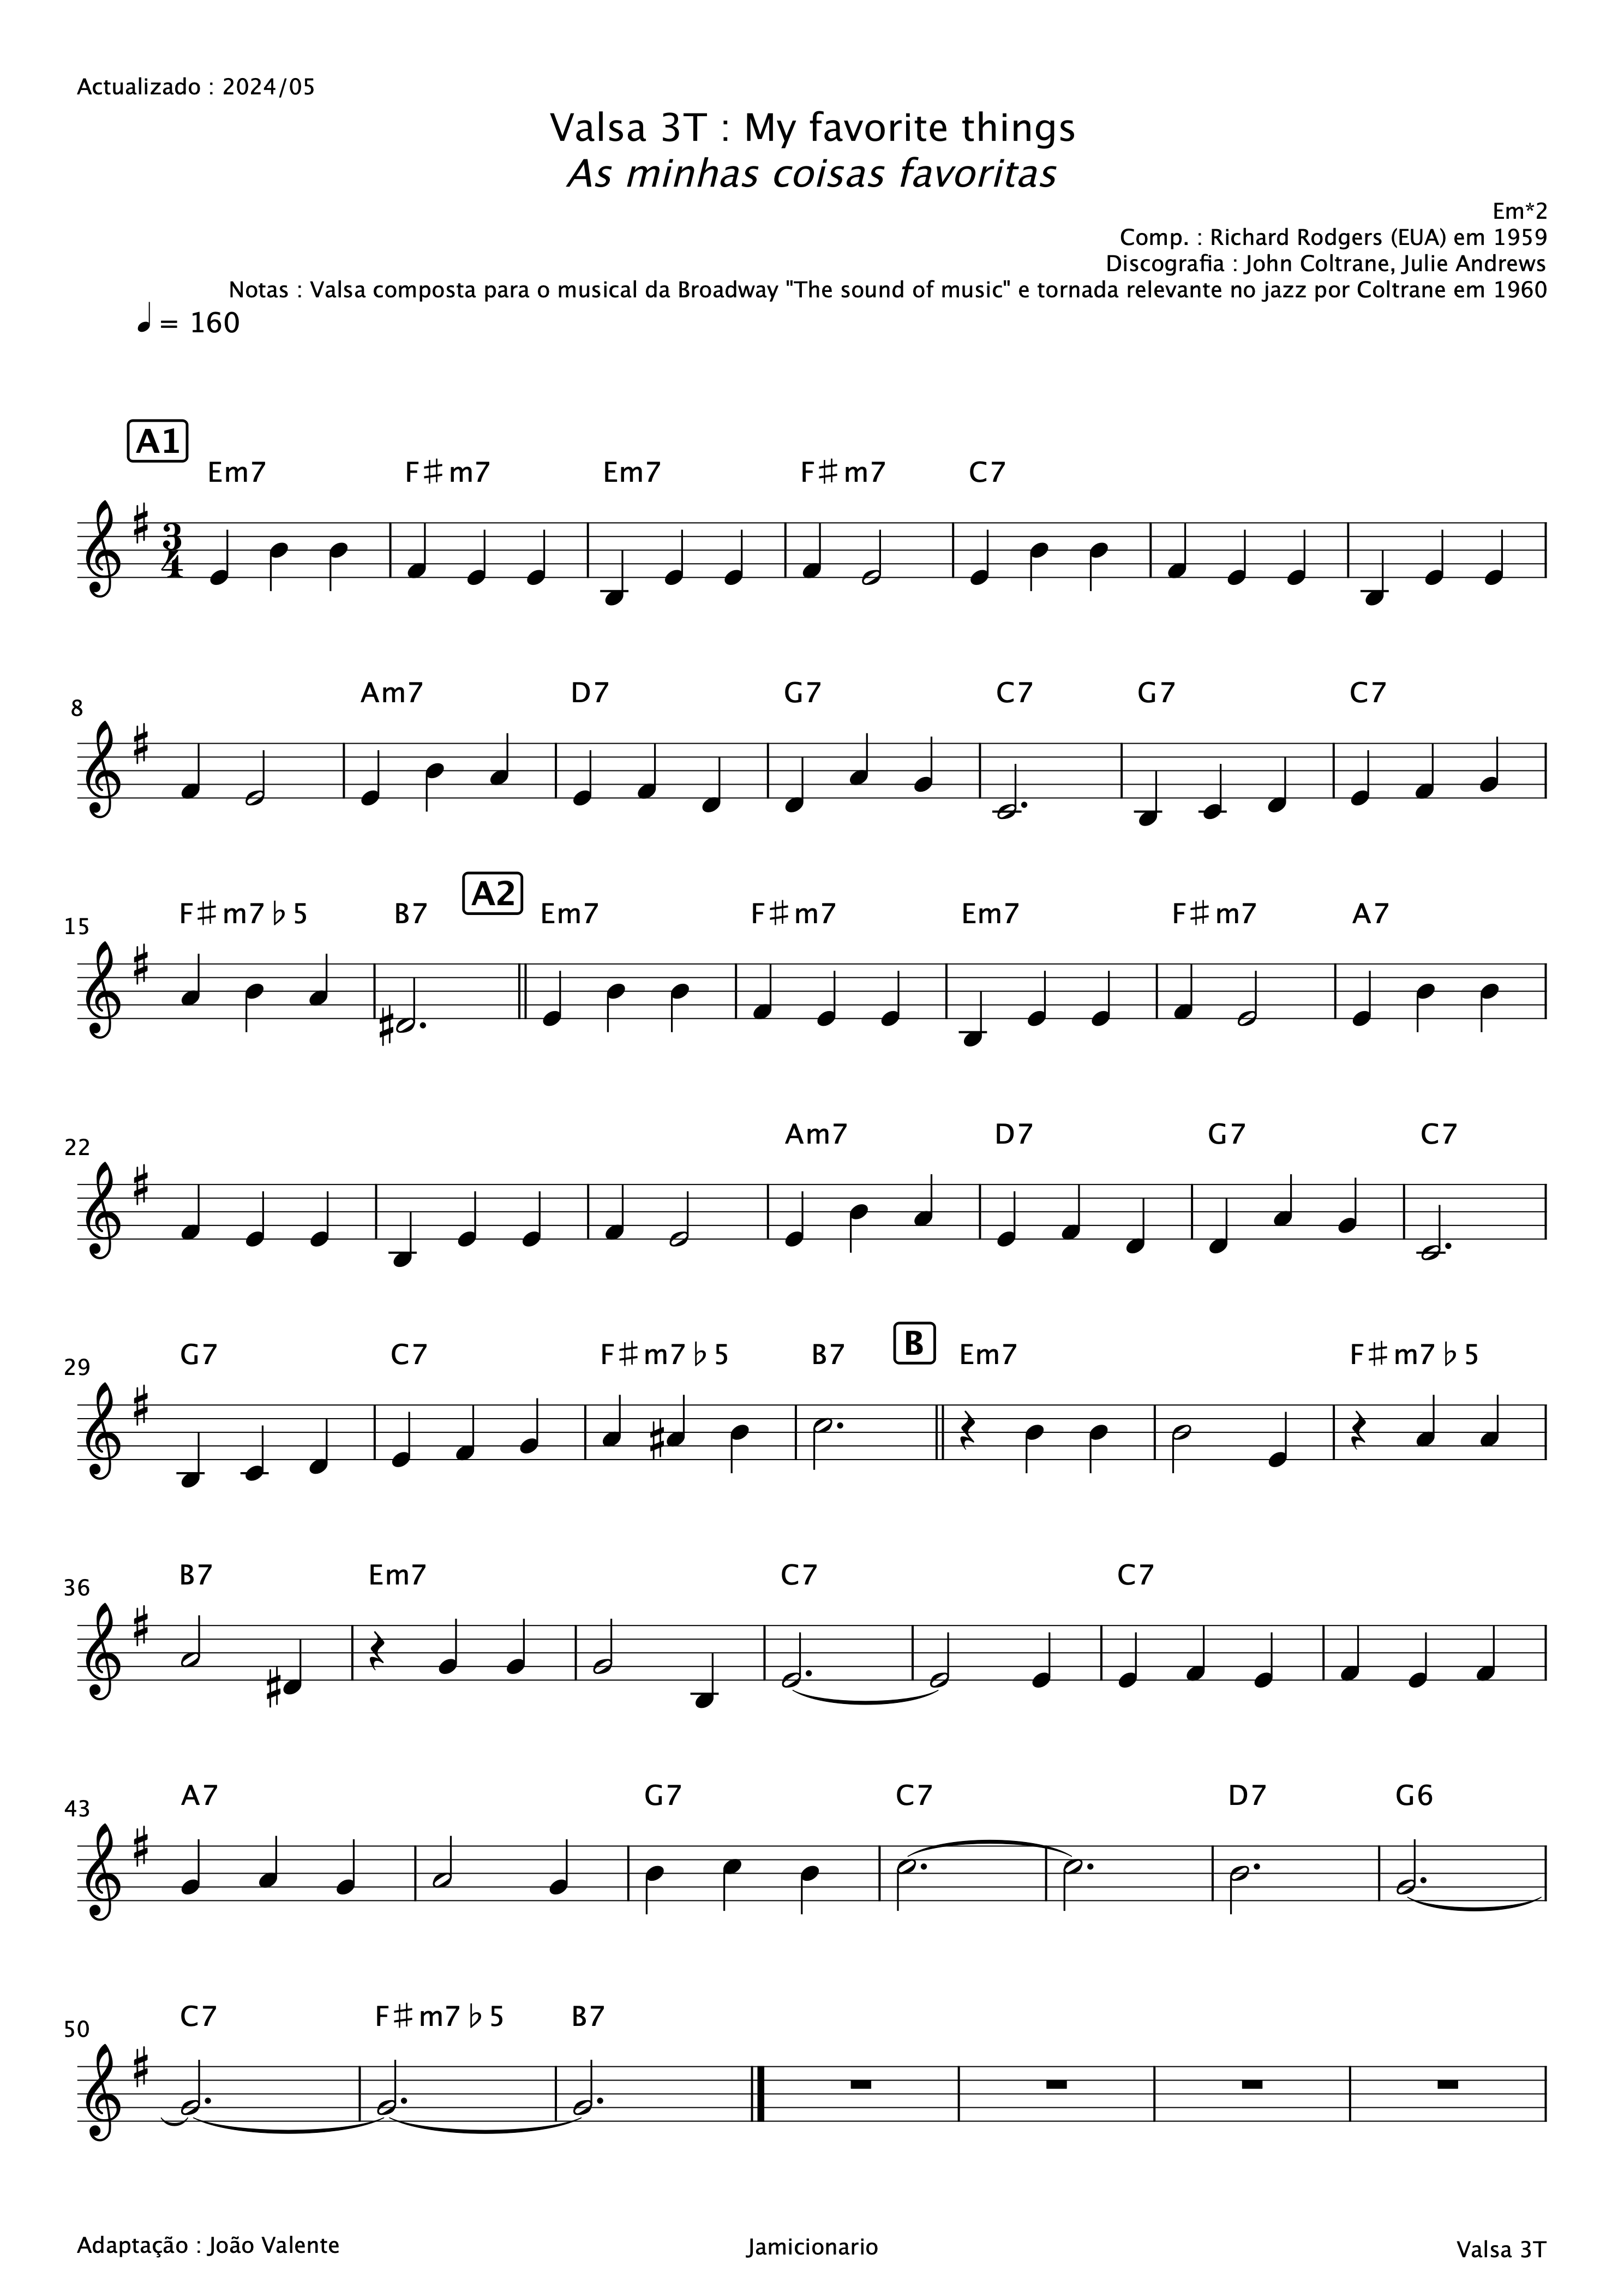 Actualizado : 2024/05
Valsa 3T : My favorite things
As minhas coisas favoritas
Em*2
Comp. : Richard Rodgers (EUA) em 1959
Discografia : John Coltrane, Julie Andrews
Notas : Valsa composta para o musical da Broadway "The sound of music" e tornada relevante no jazz por Coltrane em 1960
♩ = 160
A1
Em7 F♯m7 Em7 F♯m7 C7
3
4
Am7 D7 G7 C7 G7 C7
8
A2
F♯m7♭5 B7 Em7 F♯m7 Em7 F♯m7 A7
15
Am7 D7 G7 C7
22
B
G7 C7 F♯m7♭5 B7 Em7 F♯m7♭5
29
B7 Em7 C7 C7
36
A7 G7 C7 D7 G6
43
C7 F♯m7♭5 B7
50
Adaptação : João Valente
Jamicionario
Valsa 3T